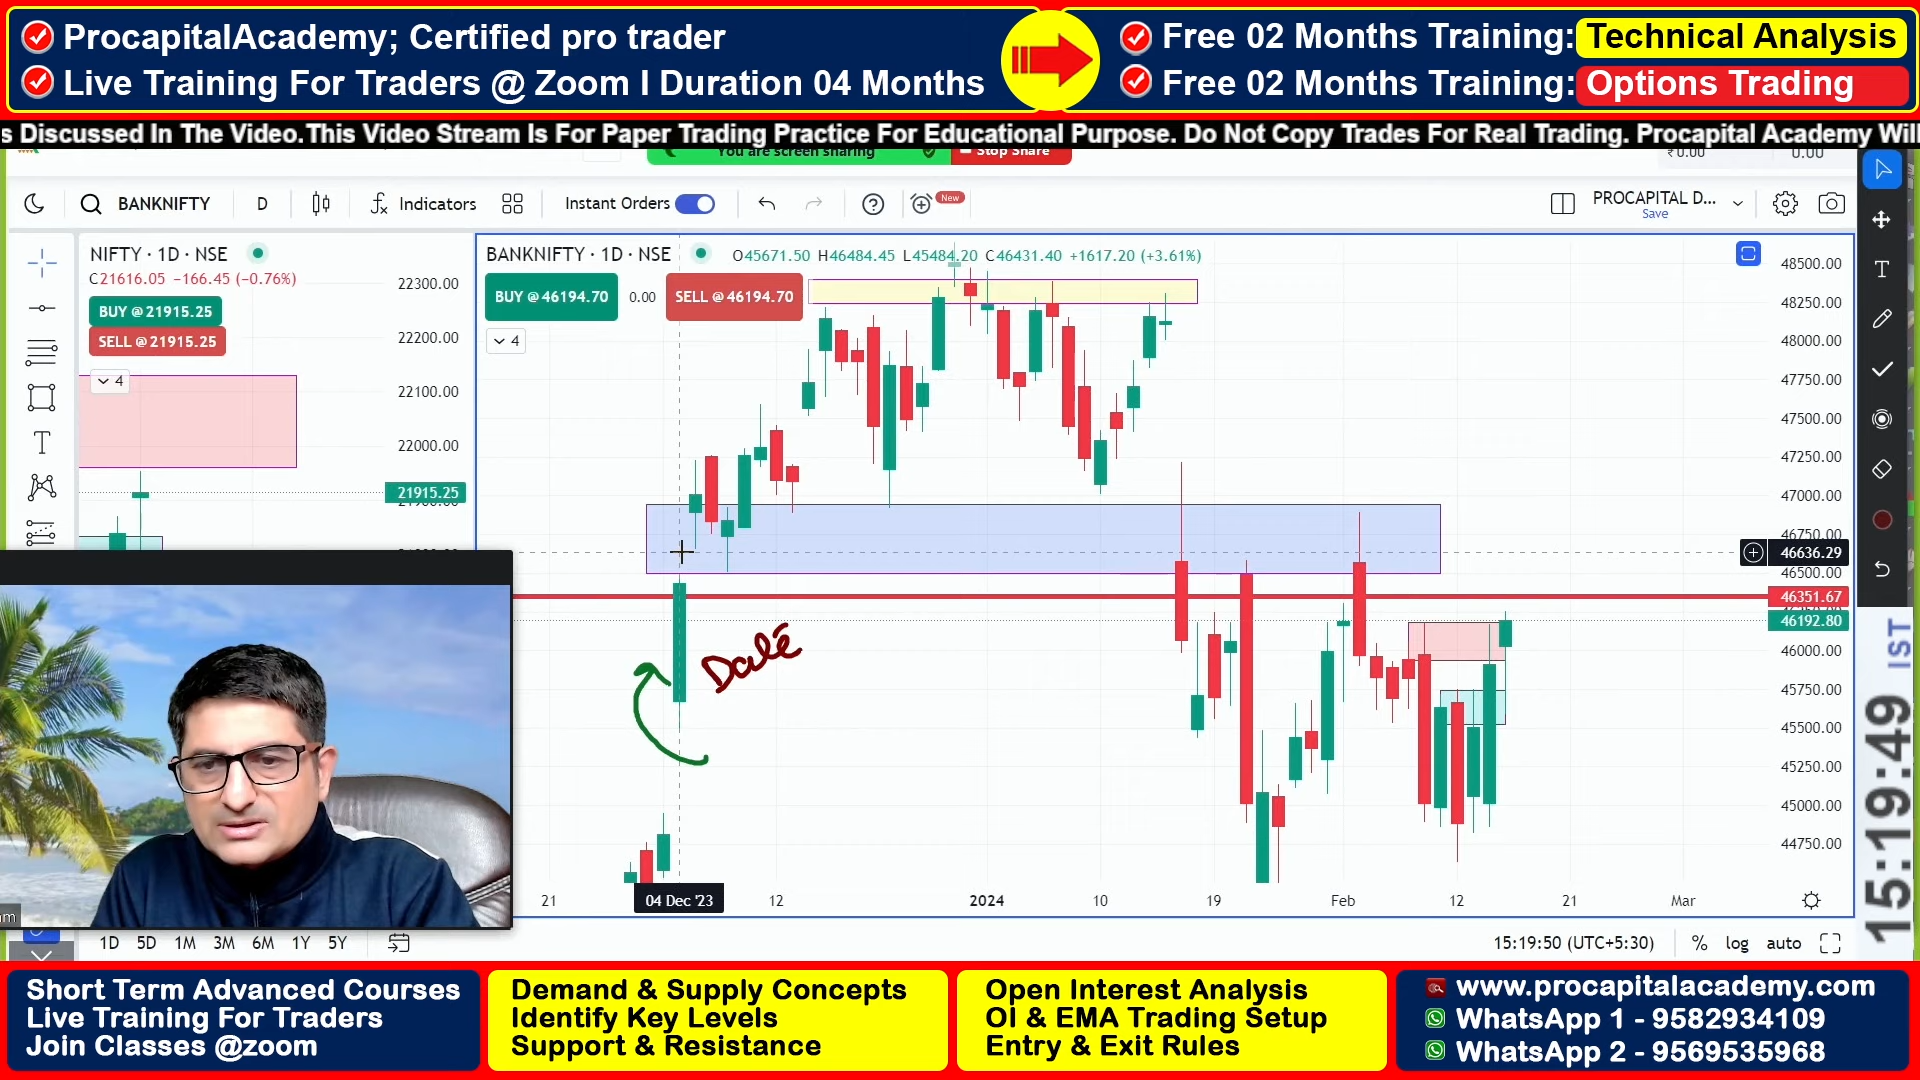 ProcapitalAcademy; Certified pro trader
Live Training For Traders @ Zoom I Duration 04 Months
Free 02 Months Training: Technical Analysis
Free 02 Months Training: Options Trading
s Discussed In The Video.This Video Stream Is For Paper Trading Practice For Educational Purpose. Do Not Copy Trades For Real Trading. Procapital Academy Will
You are screen sharing
Stop Share
₹0.00 0.00
BANKNIFTY D Indicators Instant Orders New PROCAPITAL D...
Save
NIFTY · 1D · NSE
C21616.05 −166.45 (−0.76%)
BUY @ 21915.25
SELL @ 21915.25
4
22300.00
22200.00
22100.00
22000.00
21915.25
BANKNIFTY · 1D · NSE O45671.50 H46484.45 L45484.20 C46431.40 +1617.20 (+3.61%)
BUY @ 46194.70 0.00 SELL @ 46194.70
4
48500.00
48250.00
48000.00
47750.00
47500.00
47250.00
47000.00
46750.00
46636.29
46500.00
46351.67
46192.80
46000.00
45750.00
45500.00
45250.00
45000.00
44750.00
21 04 Dec '23 12 2024 10 19 Feb 12 21 Mar
1D 5D 1M 3M 6M 1Y 5Y
15:19:50 (UTC+5:30) % log auto
15:19:49 IST
Short Term Advanced Courses
Live Training For Traders
Join Classes @zoom
Demand & Supply Concepts
Identify Key Levels
Support & Resistance
Open Interest Analysis
OI & EMA Trading Setup
Entry & Exit Rules
www.procapitalacademy.com
WhatsApp 1 - 9582934109
WhatsApp 2 - 9569535968